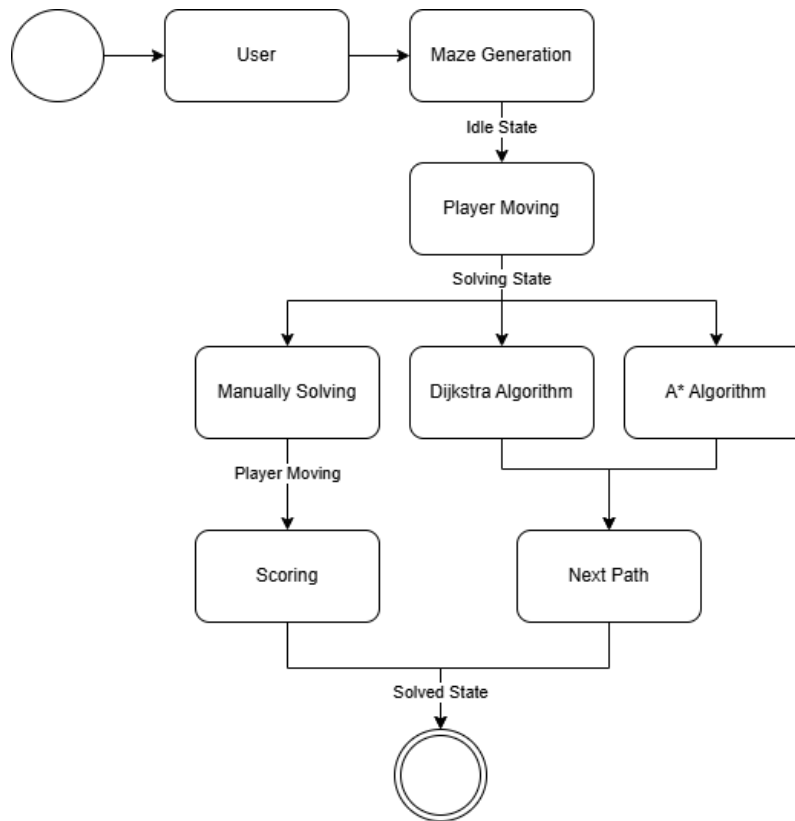 User
Maze Generation
Idle State
Player Moving
Solving State
Manually Solving
Dijkstra Algorithm
A* Algorithm
Player Moving
Scoring
Next Path
Solved State